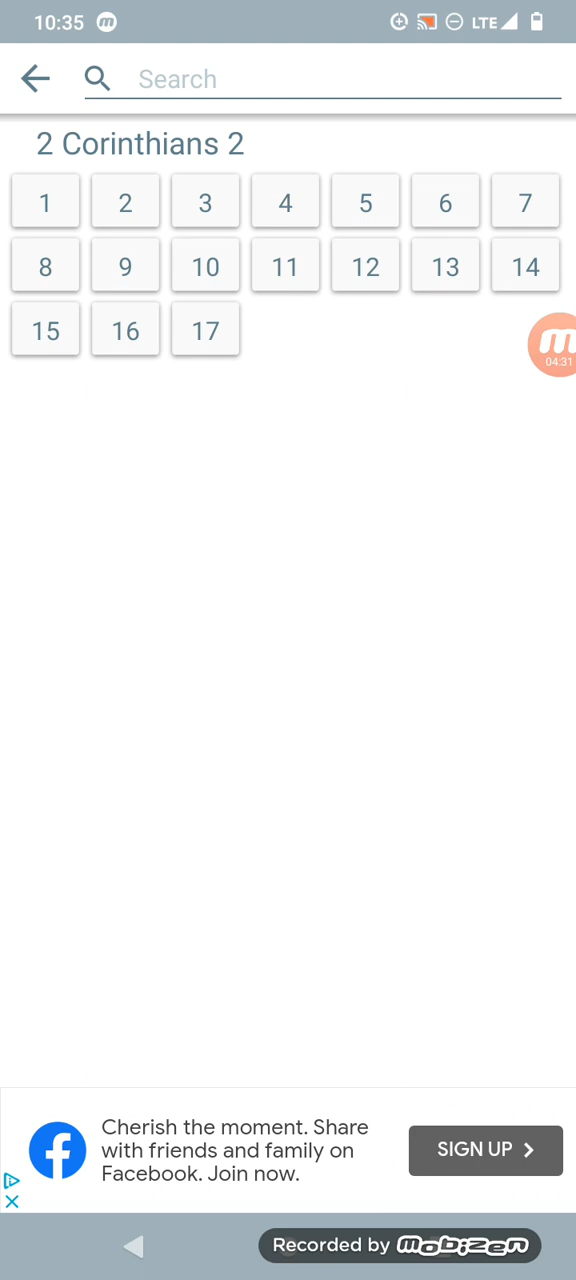 10:35 m LTE
Search
2 Corinthians 2
1 2 3 4 5 6 7
8 9 10 11 12 13 14
15 16 17
m
04:31
Cherish the moment. Share
with friends and family on
Facebook. Join now.
SIGN UP
Recorded by mobizen